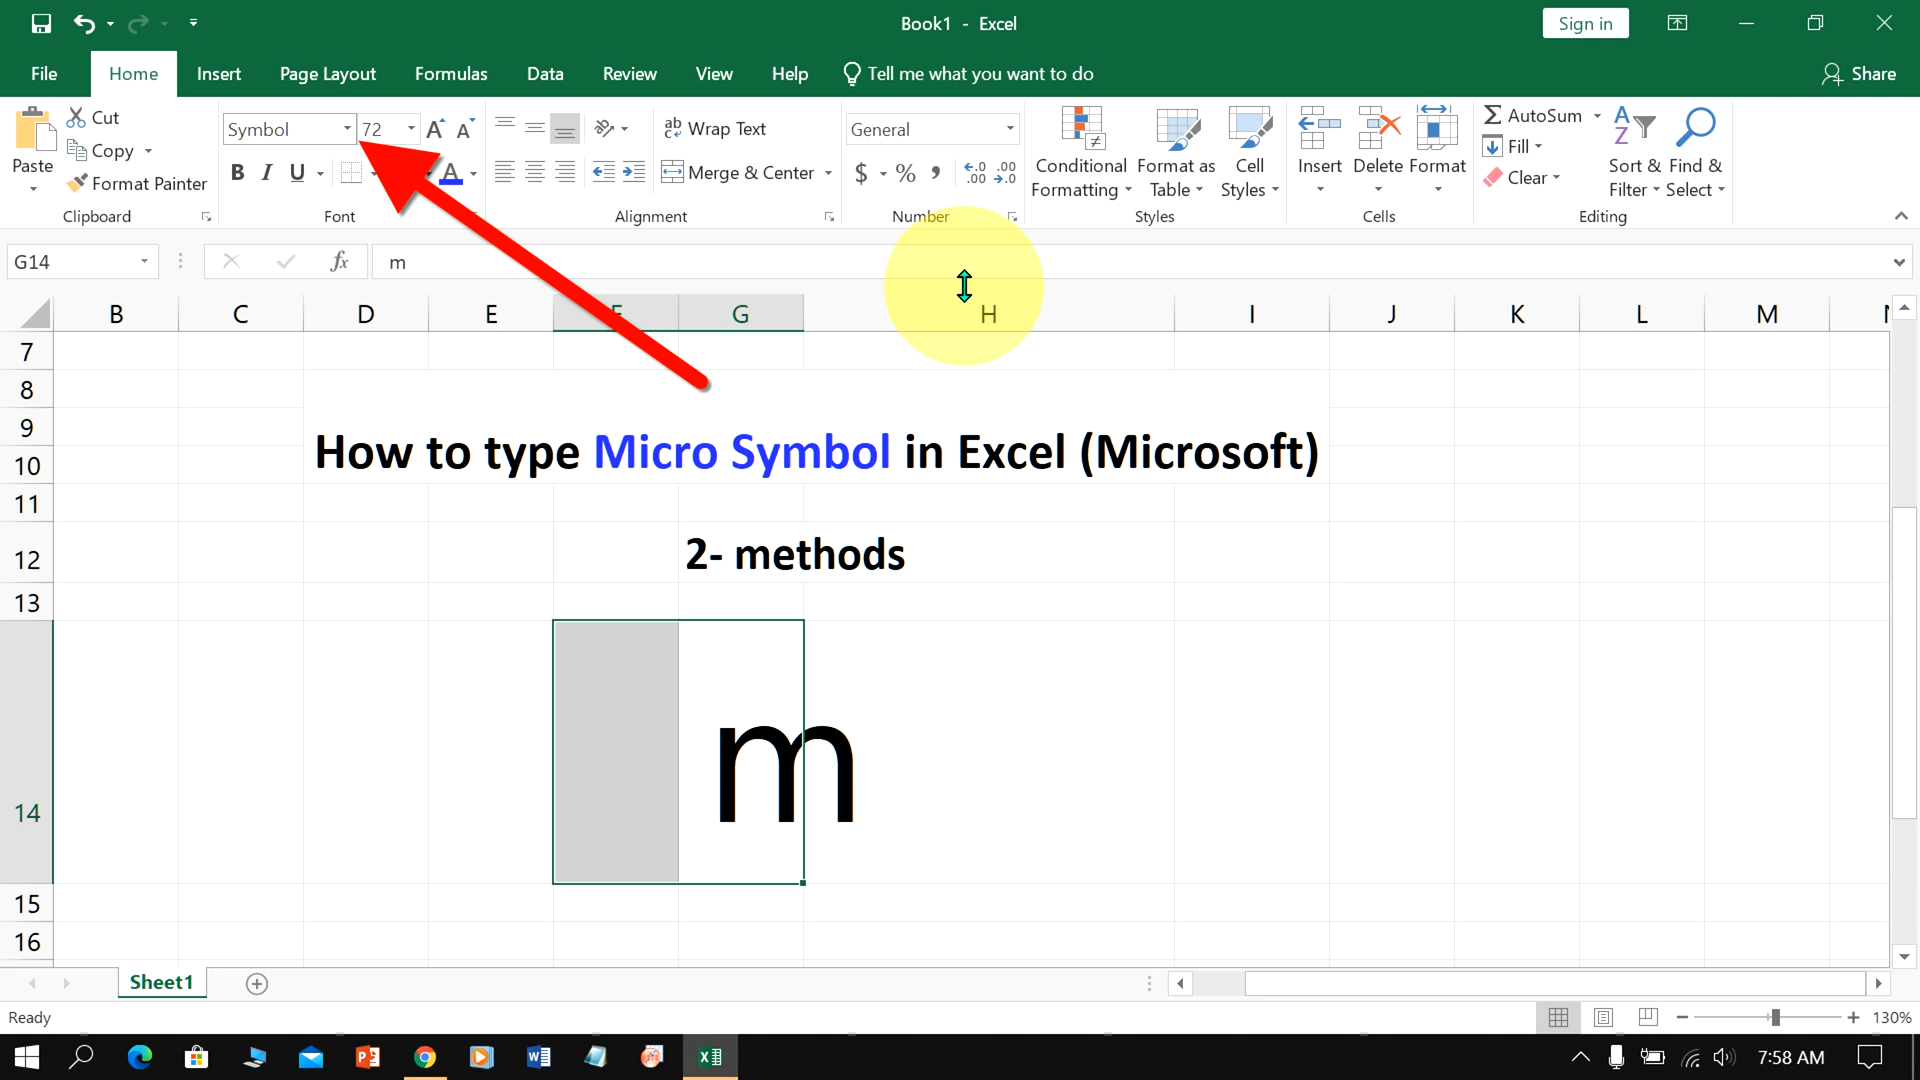 Book1 - Excel
Sign in
File Home Insert Page Layout Formulas Data Review View Help Tell me what you want to do Share
Paste
Cut
Copy
Format Painter
Clipboard
Symbol 72
B I U
Font
Wrap Text
Merge & Center
Alignment
General
$ % ,
Number
Conditional Formatting
Format as Table
Cell Styles
Styles
Insert Delete Format
Cells
AutoSum
Fill
Clear
Sort & Filter
Find & Select
Editing
G14 fx m
B C D E F G H I J K L M
7
8
9
10
11
12
13
14
15
16
How to type Micro Symbol in Excel (Microsoft)
2- methods
m
Sheet1
Ready 130%
7:58 AM